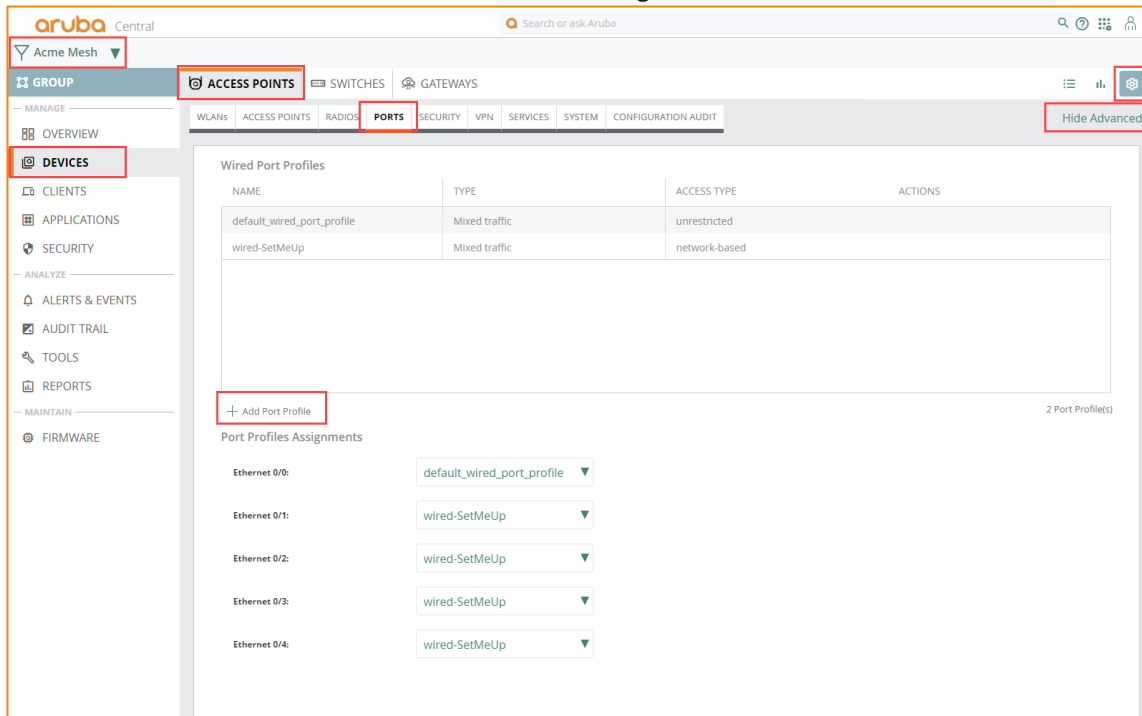 aruba Central
Search or ask Aruba
Acme Mesh
GROUP
ACCESS POINTS SWITCHES GATEWAYS
MANAGE
WLANs ACCESS POINTS RADIOS PORTS SECURITY VPN SERVICES SYSTEM CONFIGURATION AUDIT
Hide Advanced
OVERVIEW
DEVICES
CLIENTS
APPLICATIONS
SECURITY
ANALYZE
ALERTS & EVENTS
AUDIT TRAIL
TOOLS
REPORTS
MAINTAIN
FIRMWARE
Wired Port Profiles
NAME TYPE ACCESS TYPE ACTIONS
default_wired_port_profile Mixed traffic unrestricted
wired-SetMeUp Mixed traffic network-based
+ Add Port Profile
2 Port Profile(s)
Port Profiles Assignments
Ethernet 0/0: default_wired_port_profile
Ethernet 0/1: wired-SetMeUp
Ethernet 0/2: wired-SetMeUp
Ethernet 0/3: wired-SetMeUp
Ethernet 0/4: wired-SetMeUp